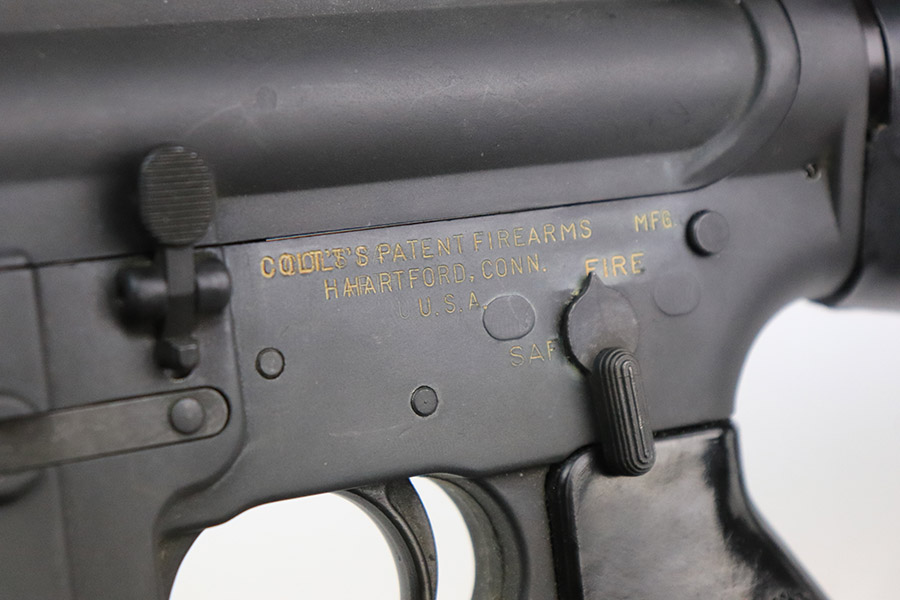 COLT'S PATENT FIREARMS MFG.
HARTFORD, CONN.
U.S.A.
FIRE
SAF